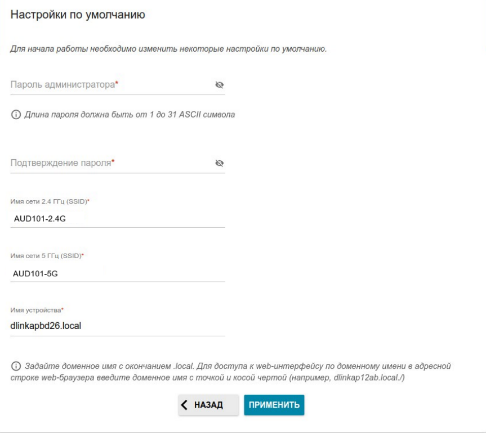 Настройки по умолчанию
Для начала работы необходимо изменить некоторые настройки по умолчанию.
Пароль администратора*
Длина пароля должна быть от 1 до 31 ASCII символа
Подтверждение пароля*
Имя сети 2.4 ГГц (SSID)*
AUD101-2.4G
Имя сети 5 ГГц (SSID)*
AUD101-5G
Имя устройства*
dlinkapbd26.local
Задайте доменное имя с окончанием .local. Для доступа к web-интерфейсу по доменному имени в адресной
строке web-браузера введите доменное имя с точкой и косой чертой (например, dlinkap12ab.local./)
НАЗАД ПРИМЕНИТЬ